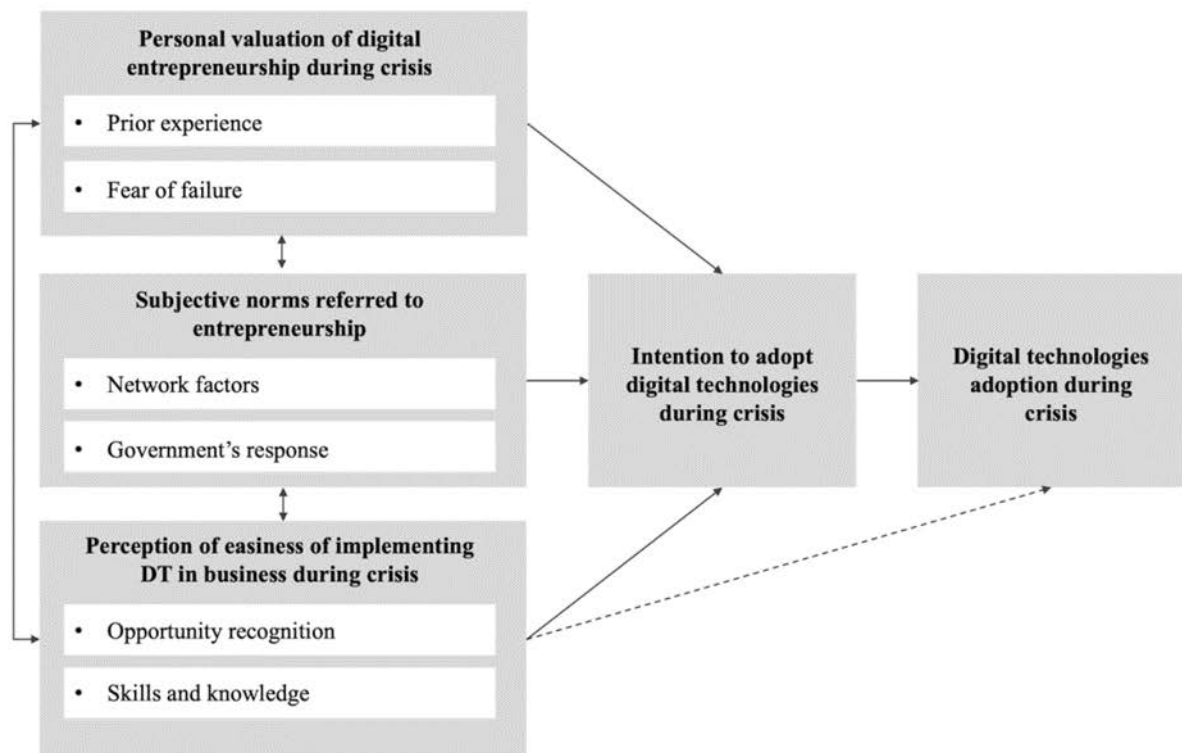 Personal valuation of digital
entrepreneurship during crisis
• Prior experience
• Fear of failure
Subjective norms referred to
entrepreneurship
• Network factors
• Government’s response
Perception of easiness of implementing
DT in business during crisis
• Opportunity recognition
• Skills and knowledge
Intention to adopt
digital technologies
during crisis
Digital technologies
adoption during
crisis